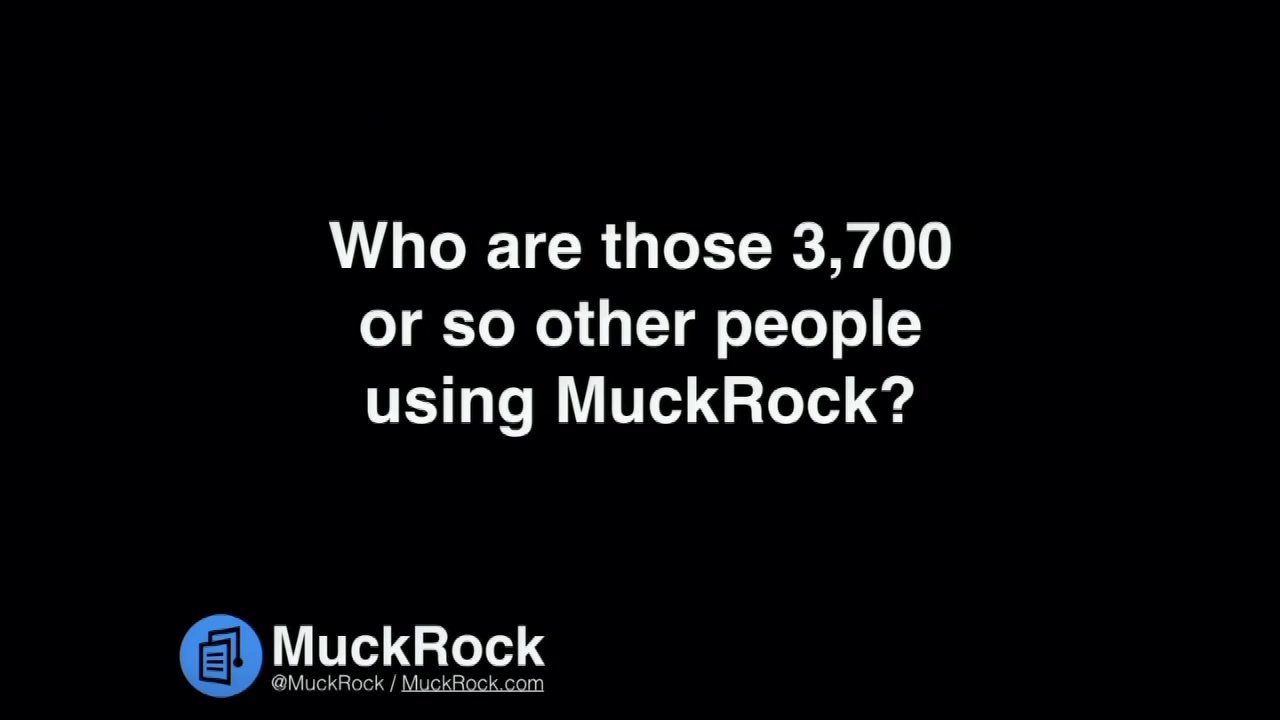 Who are those 3,700
or so other people
using MuckRock?
MuckRock
@MuckRock / MuckRock.com